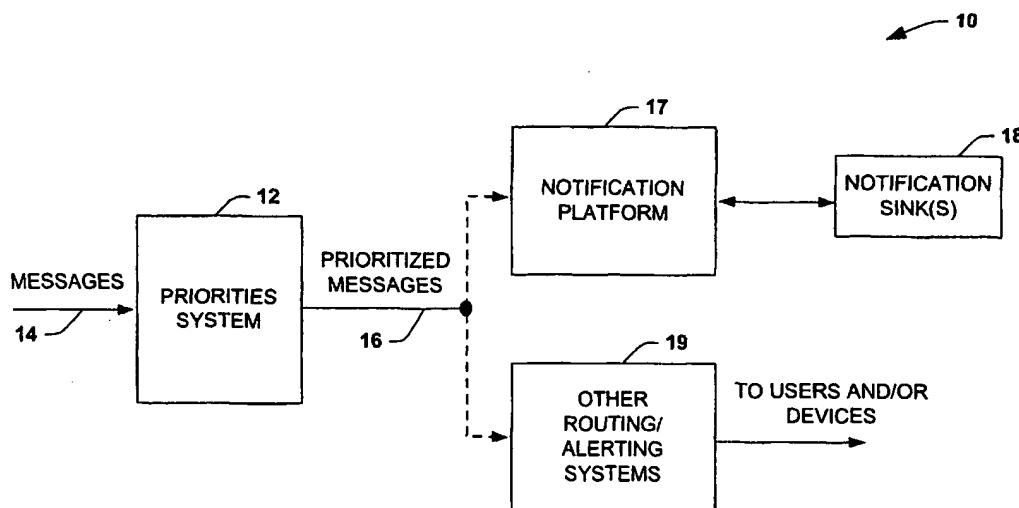 10
17
18
NOTIFICATION
PLATFORM
NOTIFICATION
SINK(S)
12
MESSAGES
14
PRIORITIES
SYSTEM
PRIORITIZED
MESSAGES
16
19
OTHER
ROUTING/
ALERTING
SYSTEMS
TO USERS AND/OR
DEVICES